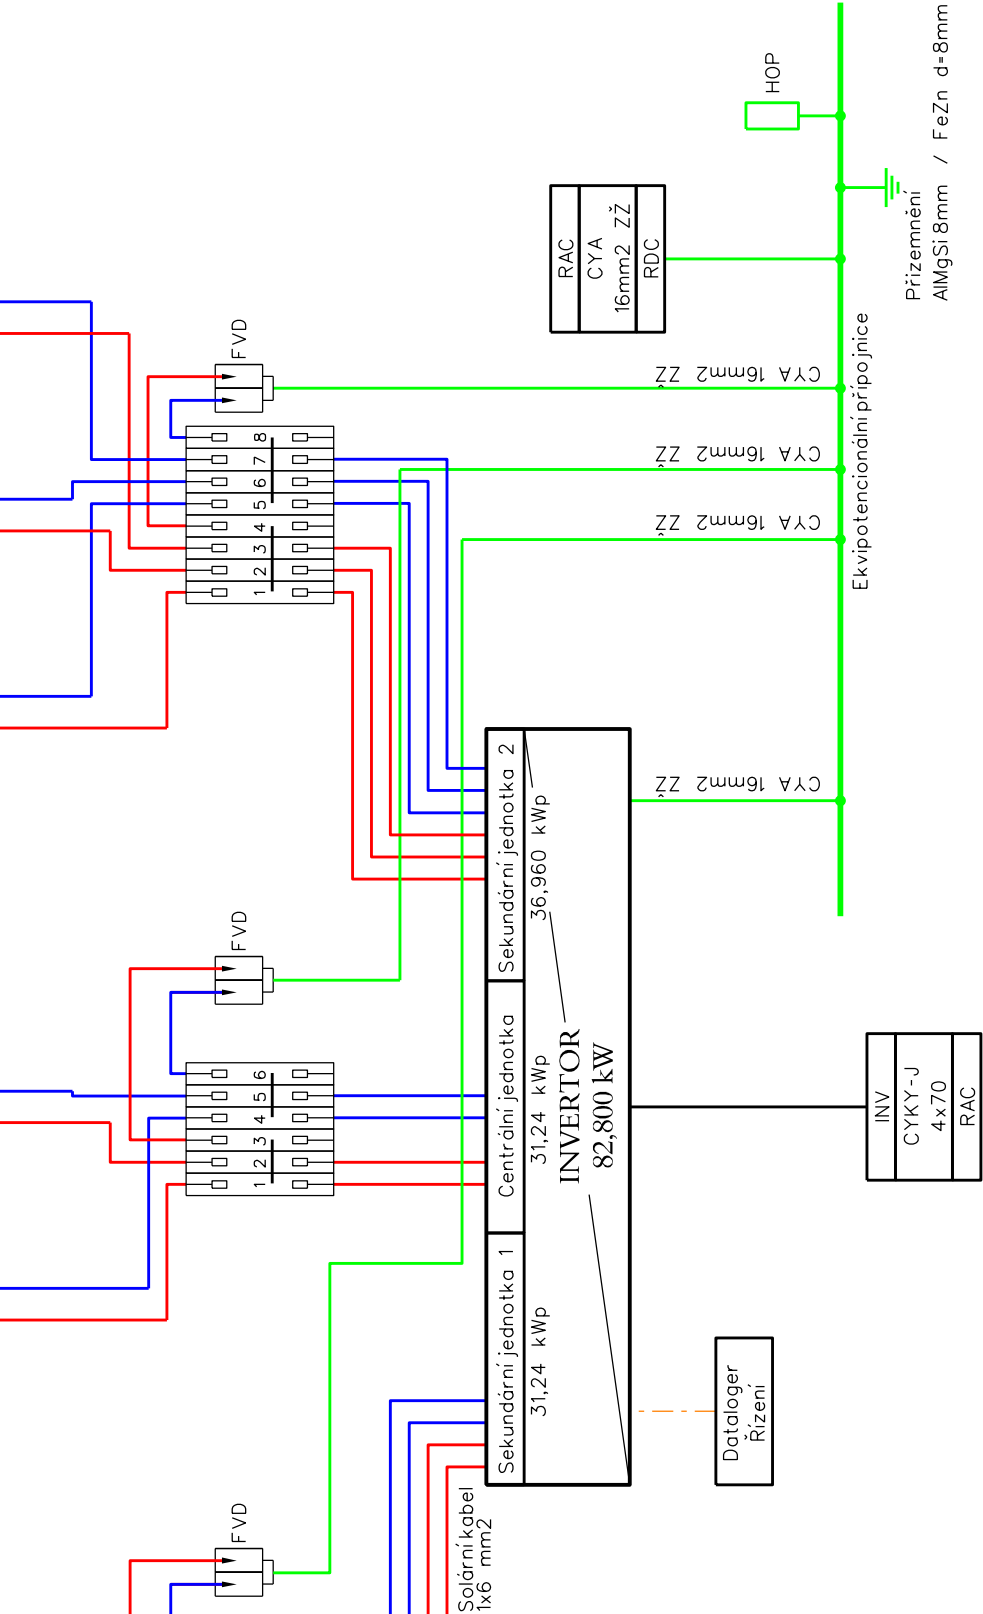 HOP
Přizemnění
AlMgSi 8mm / FeZn d=8mm
RAC
CYA
16mm2 ZŽ
RDC
Ekvipotencionální přípojnice
CYA 16mm2 ZŽ
CYA 16mm2 ZŽ
CYA 16mm2 ZŽ
CYA 16mm2 ZŽ
FVD
1 2 3 4 5 6 7 8
FVD
1 2 3 4 5 6
FVD
Sekundární jednotka 1
31,24 kWp
Centrální jednotka
31,24 kWp
Sekundární jednotka 2
36,960 kWp
INVERTOR
82,800 kW
INV
CYKY-J
4x70
RAC
Dataloger
Řízení
Solární kabel
1x6 mm2